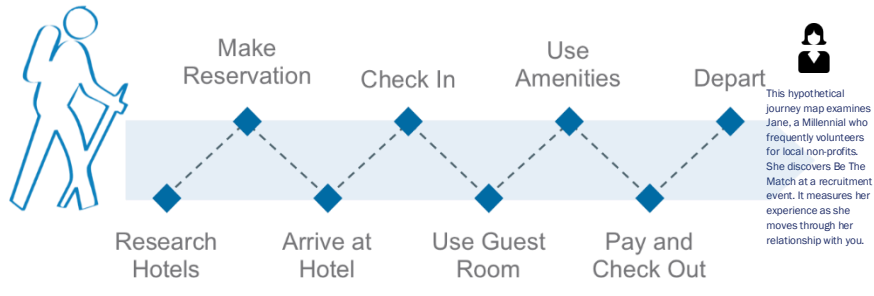 Make
Reservation
Check In
Use
Amenities
Depart
Research
Hotels
Arrive at
Hotel
Use Guest
Room
Pay and
Check Out
This hypothetical
journey map examines
Jane, a Millennial who
frequently volunteers
for local non-profits.
She discovers Be The
Match at a recruitment
event. It measures her
experience as she
moves through her
relationship with you.